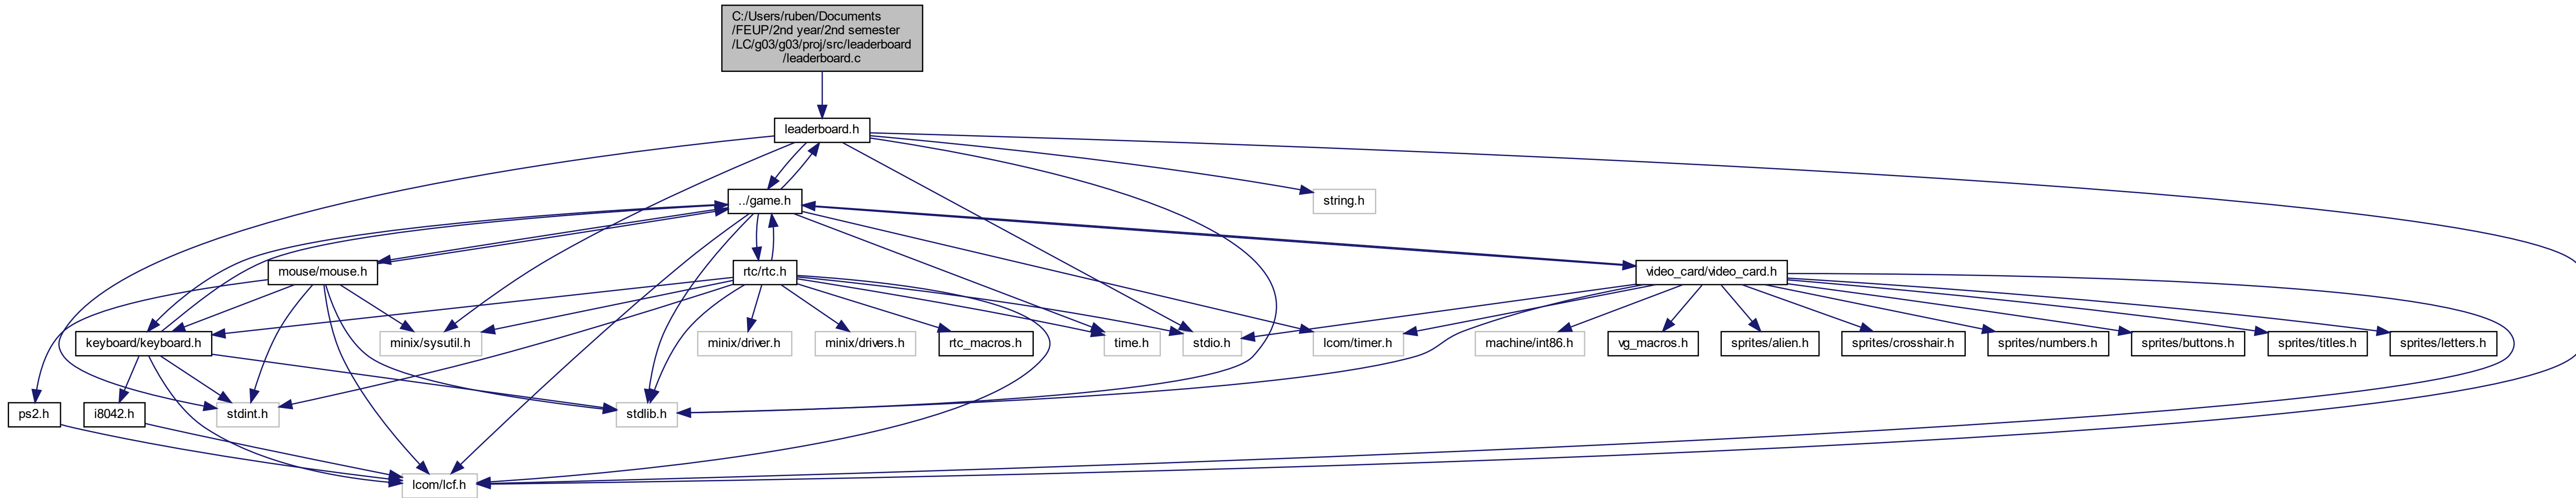 C:/Users/ruben/Documents
/FEUP/2nd year/2nd semester
/LC/g03/g03/proj/src/leaderboard
/leaderboard.c
leaderboard.h
../game.h
string.h
mouse/mouse.h
rtc/rtc.h
video_card/video_card.h
keyboard/keyboard.h
minix/sysutil.h
minix/driver.h
minix/drivers.h
rtc_macros.h
time.h
stdio.h
lcom/timer.h
machine/int86.h
vg_macros.h
sprites/alien.h
sprites/crosshair.h
sprites/numbers.h
sprites/buttons.h
sprites/titles.h
sprites/letters.h
ps2.h
i8042.h
stdint.h
stdlib.h
lcom/lcf.h